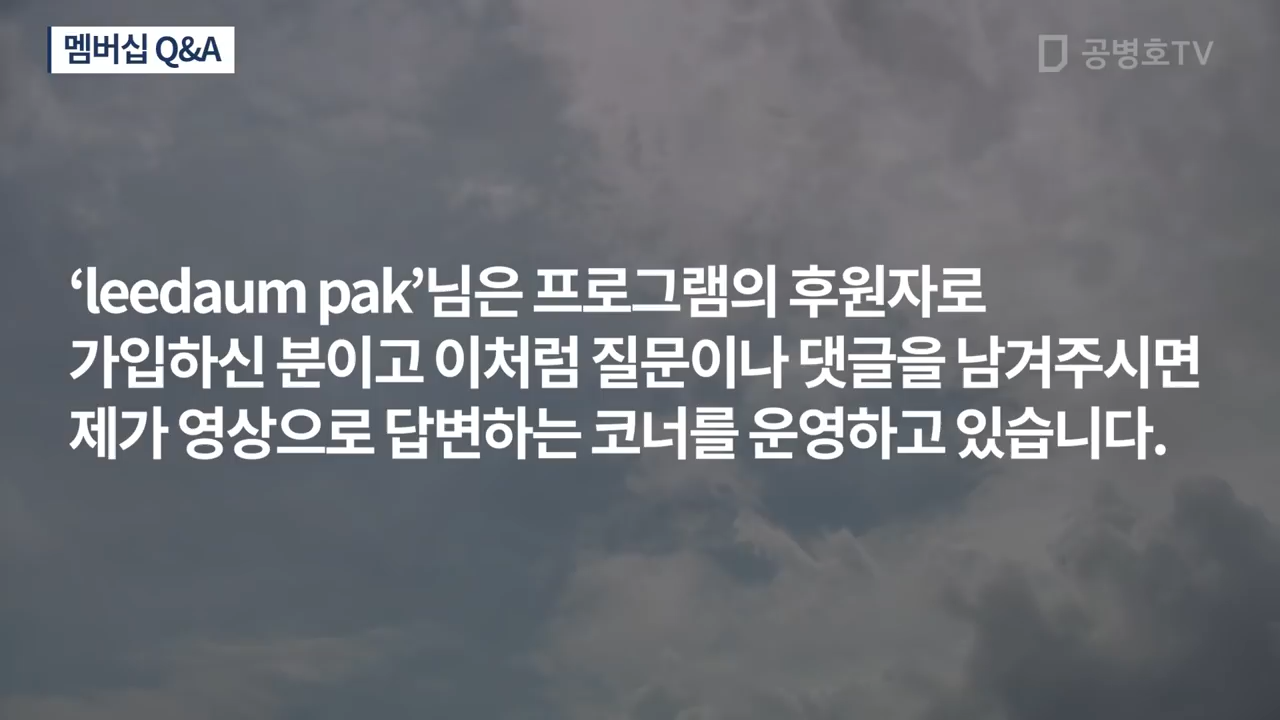 멤버십 Q&A
공병호TV
‘leedaum pak’님은 프로그램의 후원자로
가입하신 분이고 이처럼 질문이나 댓글을 남겨주시면
제가 영상으로 답변하는 코너를 운영하고 있습니다.